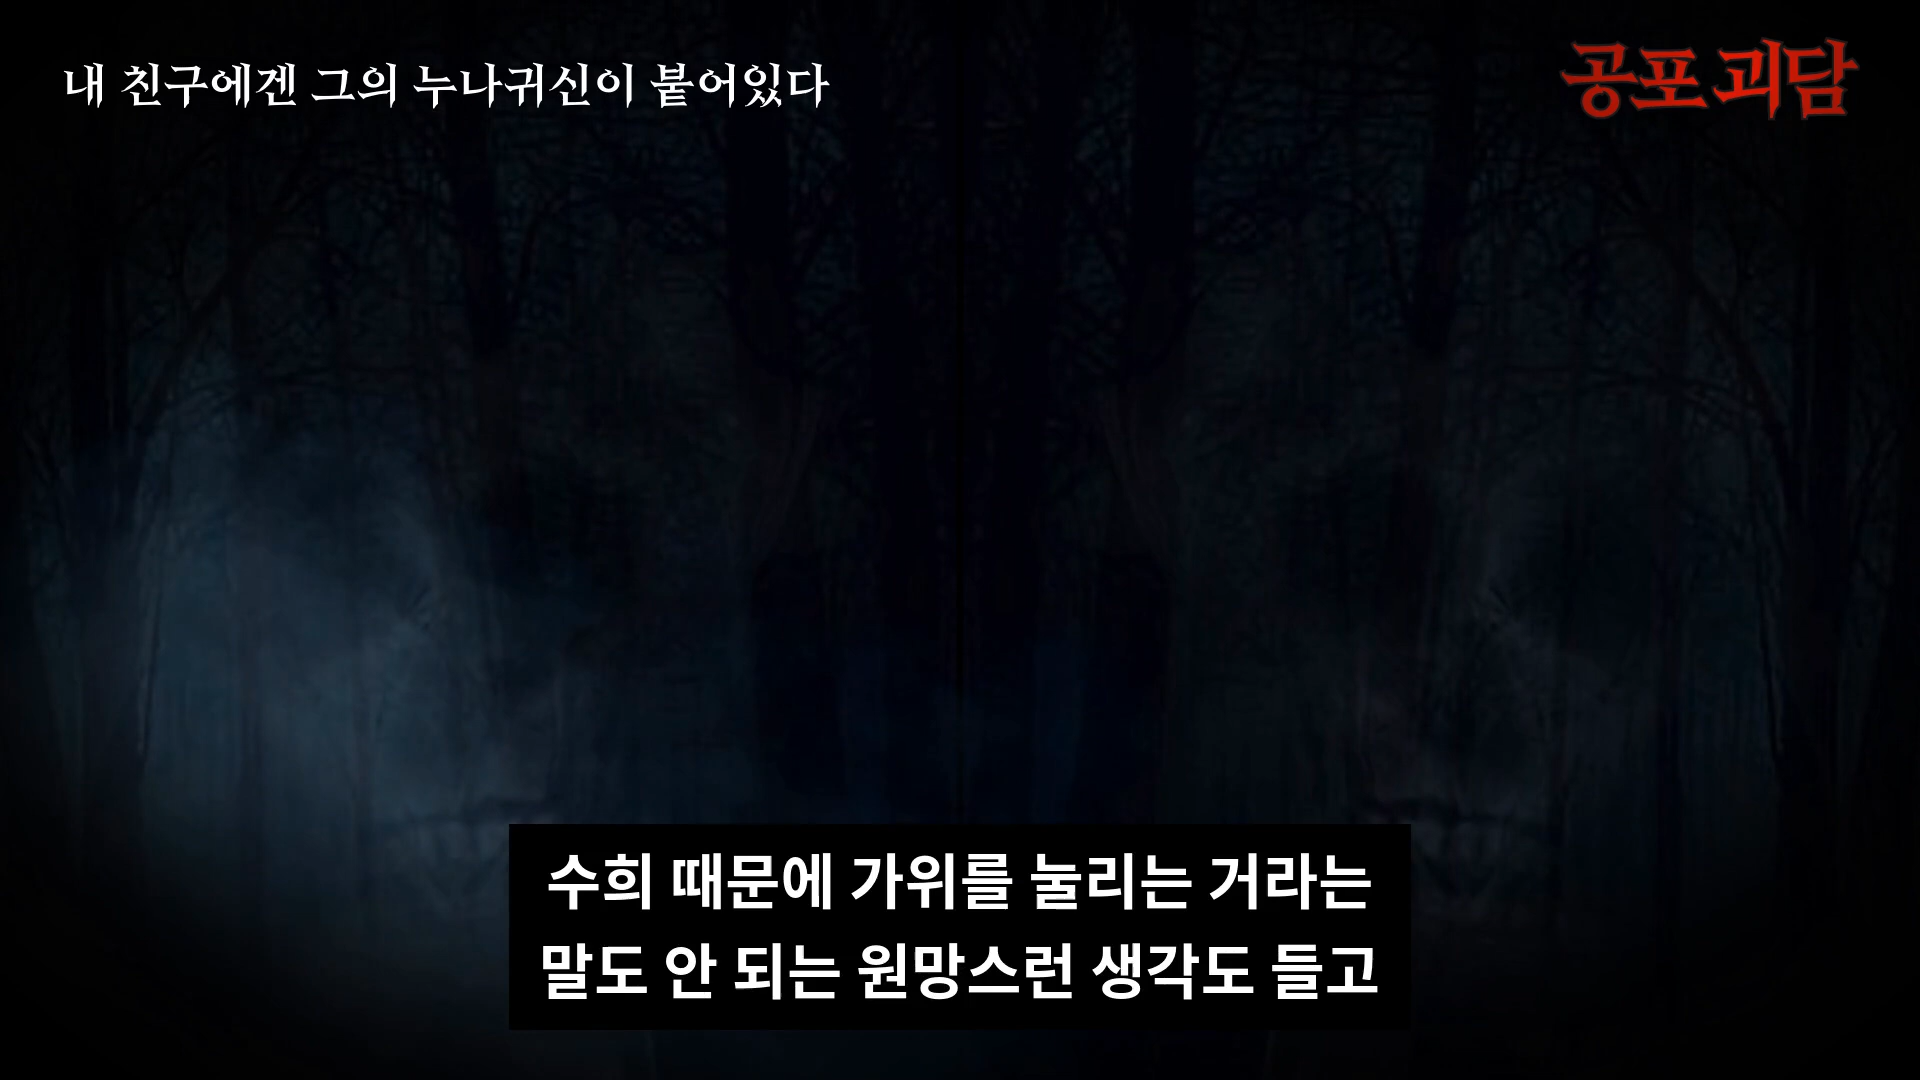 내 친구에겐 그의 누나귀신이 붙어있다
공포괴담
수희 때문에 가위를 눌리는 거라는
말도 안 되는 원망스런 생각도 들고